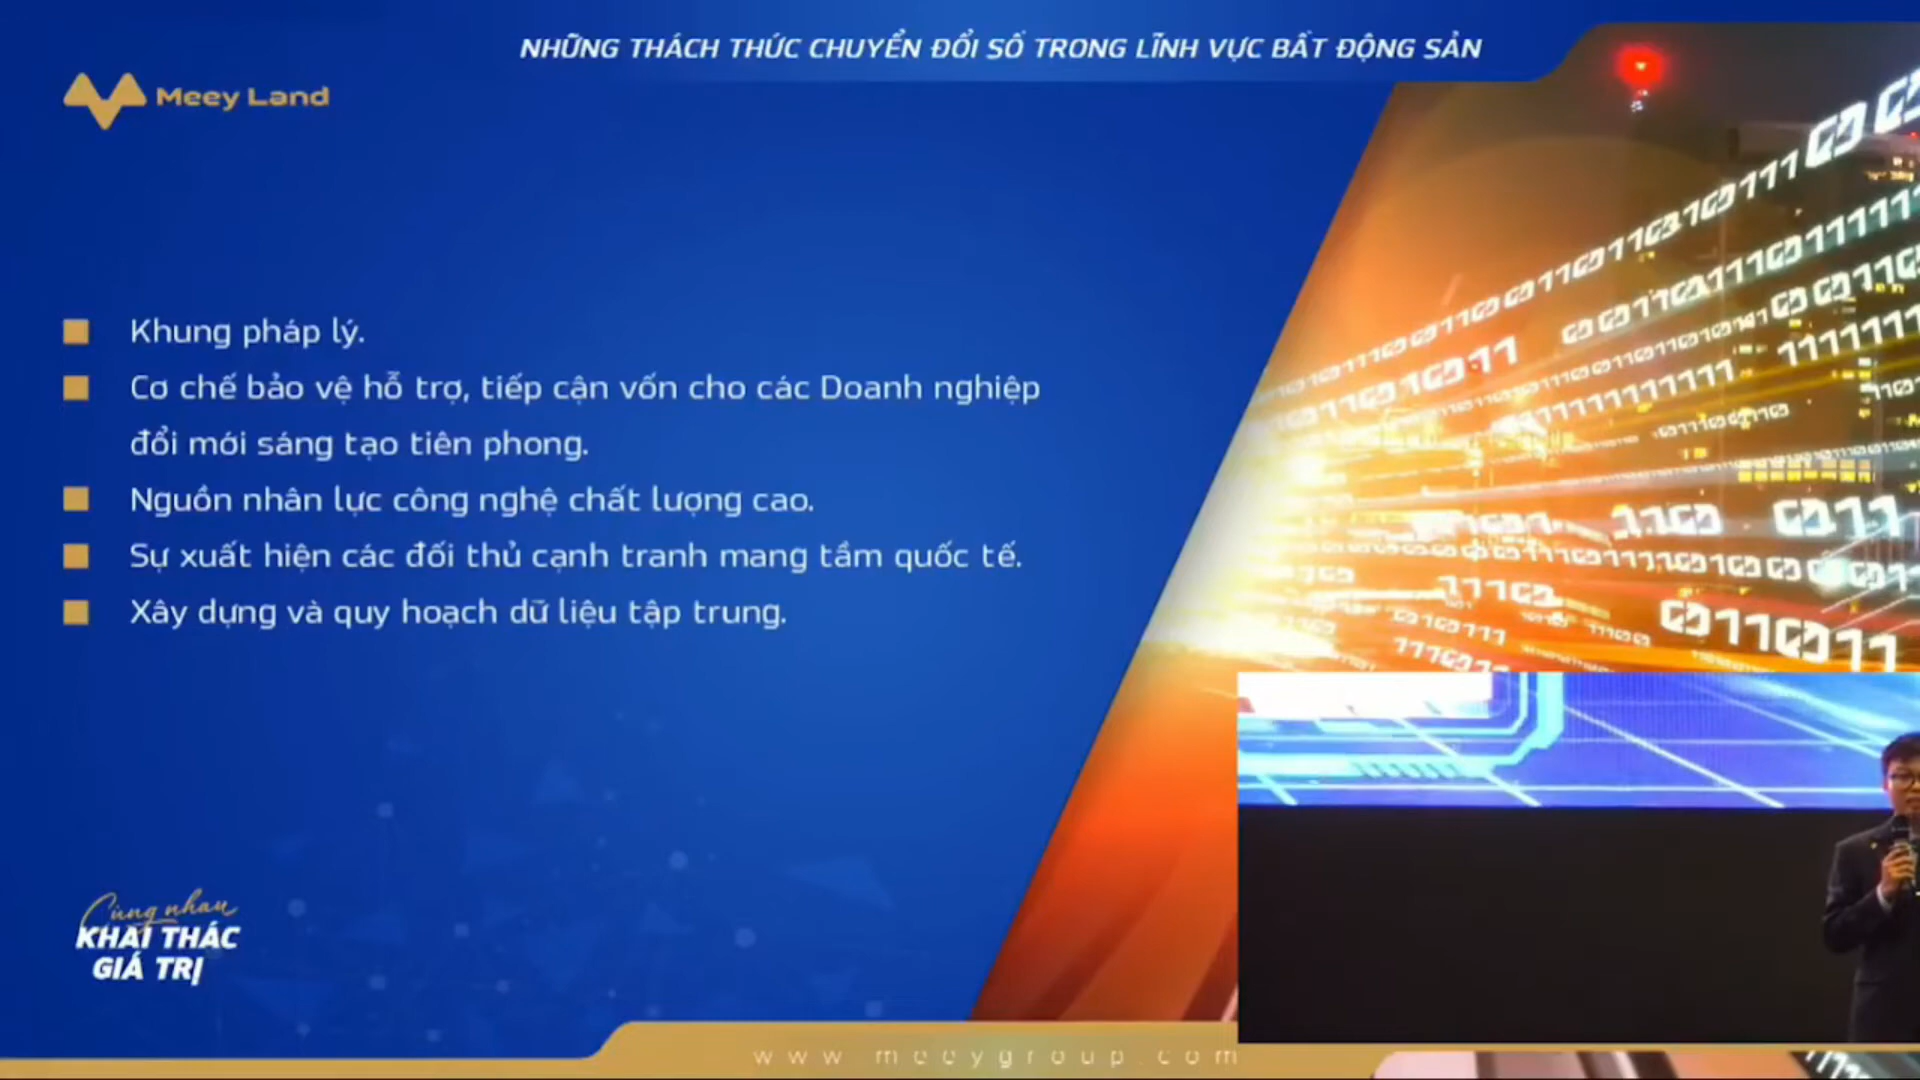 NHỮNG THÁCH THỨC CHUYỂN ĐỔI SỐ TRONG LĨNH VỰC BẤT ĐỘNG SẢN
Meey Land
Khung pháp lý.
Cơ chế bảo vệ hỗ trợ, tiếp cận vốn cho các Doanh nghiệp
đổi mới sáng tạo tiên phong.
Nguồn nhân lực công nghệ chất lượng cao.
Sự xuất hiện các đối thủ cạnh tranh mang tầm quốc tế.
Xây dựng và quy hoạch dữ liệu tập trung.
Cùng nhau
KHAI THÁC
GIÁ TRỊ
www.meeygroup.com